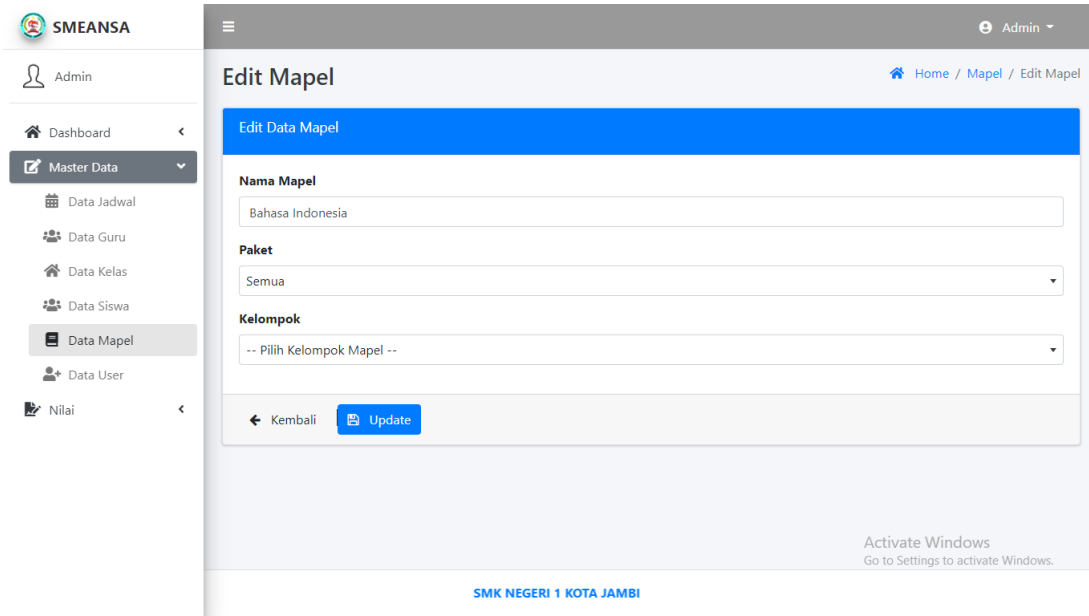 SMEANSA
Admin
Admin
Dashboard
Master Data
Data Jadwal
Data Guru
Data Kelas
Data Siswa
Data Mapel
Data User
Nilai
Edit Mapel
Home / Mapel / Edit Mapel
Edit Data Mapel
Nama Mapel
Bahasa Indonesia
Paket
Semua
Kelompok
-- Pilih Kelompok Mapel --
Kembali
Update
Activate Windows
Go to Settings to activate Windows.
SMK NEGERI 1 KOTA JAMBI